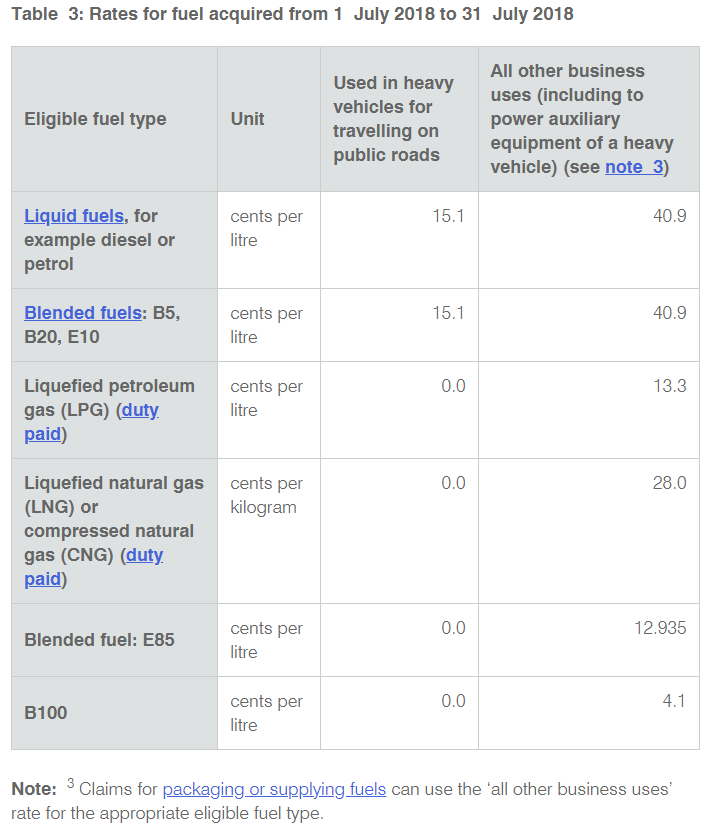 Table 3: Rates for fuel acquired from 1 July 2018 to 31 July 2018
Eligible fuel type
Unit
Used in heavy
vehicles for
travelling on
public roads
All other business
uses (including to
power auxiliary
equipment of a heavy
vehicle) (see note 3)
Liquid fuels, for
example diesel or
petrol
cents per
litre
15.1
40.9
Blended fuels: B5,
B20, E10
cents per
litre
15.1
40.9
Liquefied petroleum
gas (LPG) (duty
paid)
cents per
litre
0.0
13.3
Liquefied natural gas
(LNG) or
compressed natural
gas (CNG) (duty
paid)
cents per
kilogram
0.0
28.0
Blended fuel: E85
cents per
litre
0.0
12.935
B100
cents per
litre
0.0
4.1
Note: 3 Claims for packaging or supplying fuels can use the ‘all other business uses’
rate for the appropriate eligible fuel type.